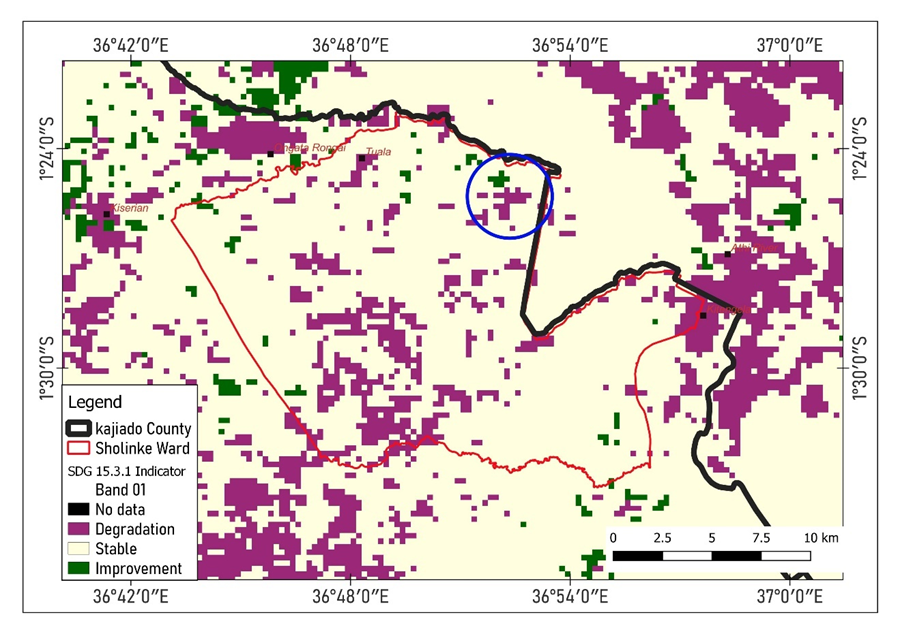 36°42′0″E 36°48′0″E 36°54′0″E 37°0′0″E
1°24′0″S 1°24′0″S
Rongai
Tuala
Kiserian
1°30′0″S 1°30′0″S
Legend
kajiado County
Sholinke Ward
SDG 15.3.1 Indicator
Band 01
No data
Degradation
Stable
Improvement
0 2.5 5 7.5 10 km
36°42′0″E 36°48′0″E 36°54′0″E 37°0′0″E